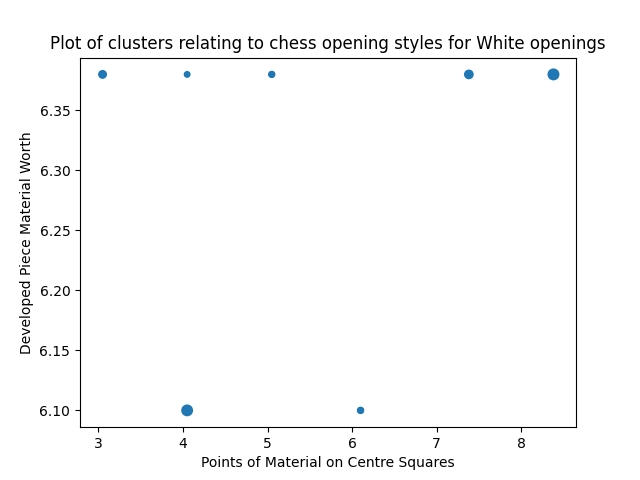 Plot of clusters relating to chess opening styles for White openings
Developed Piece Material Worth
6.35
6.30
6.25
6.20
6.15
6.10
3 4 5 6 7 8
Points of Material on Centre Squares